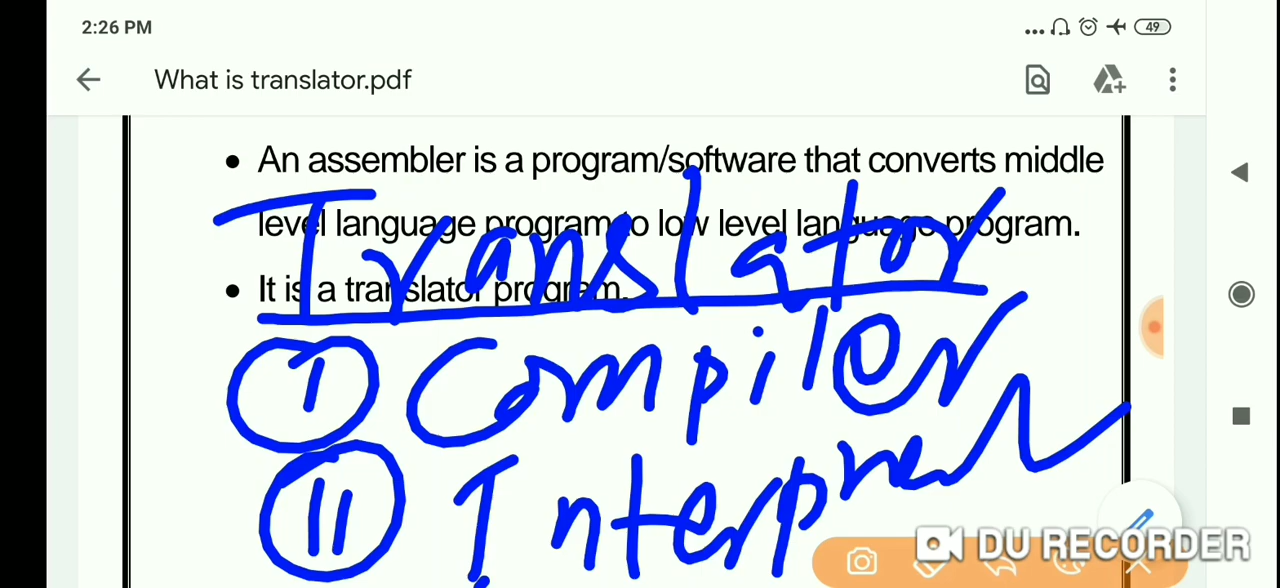 2:26 PM
49
What is translator.pdf
An assembler is a program/software that converts middle
level language program to low level language program.
It is a translator program.
Translator
I Compiler
II
DU RECORDER